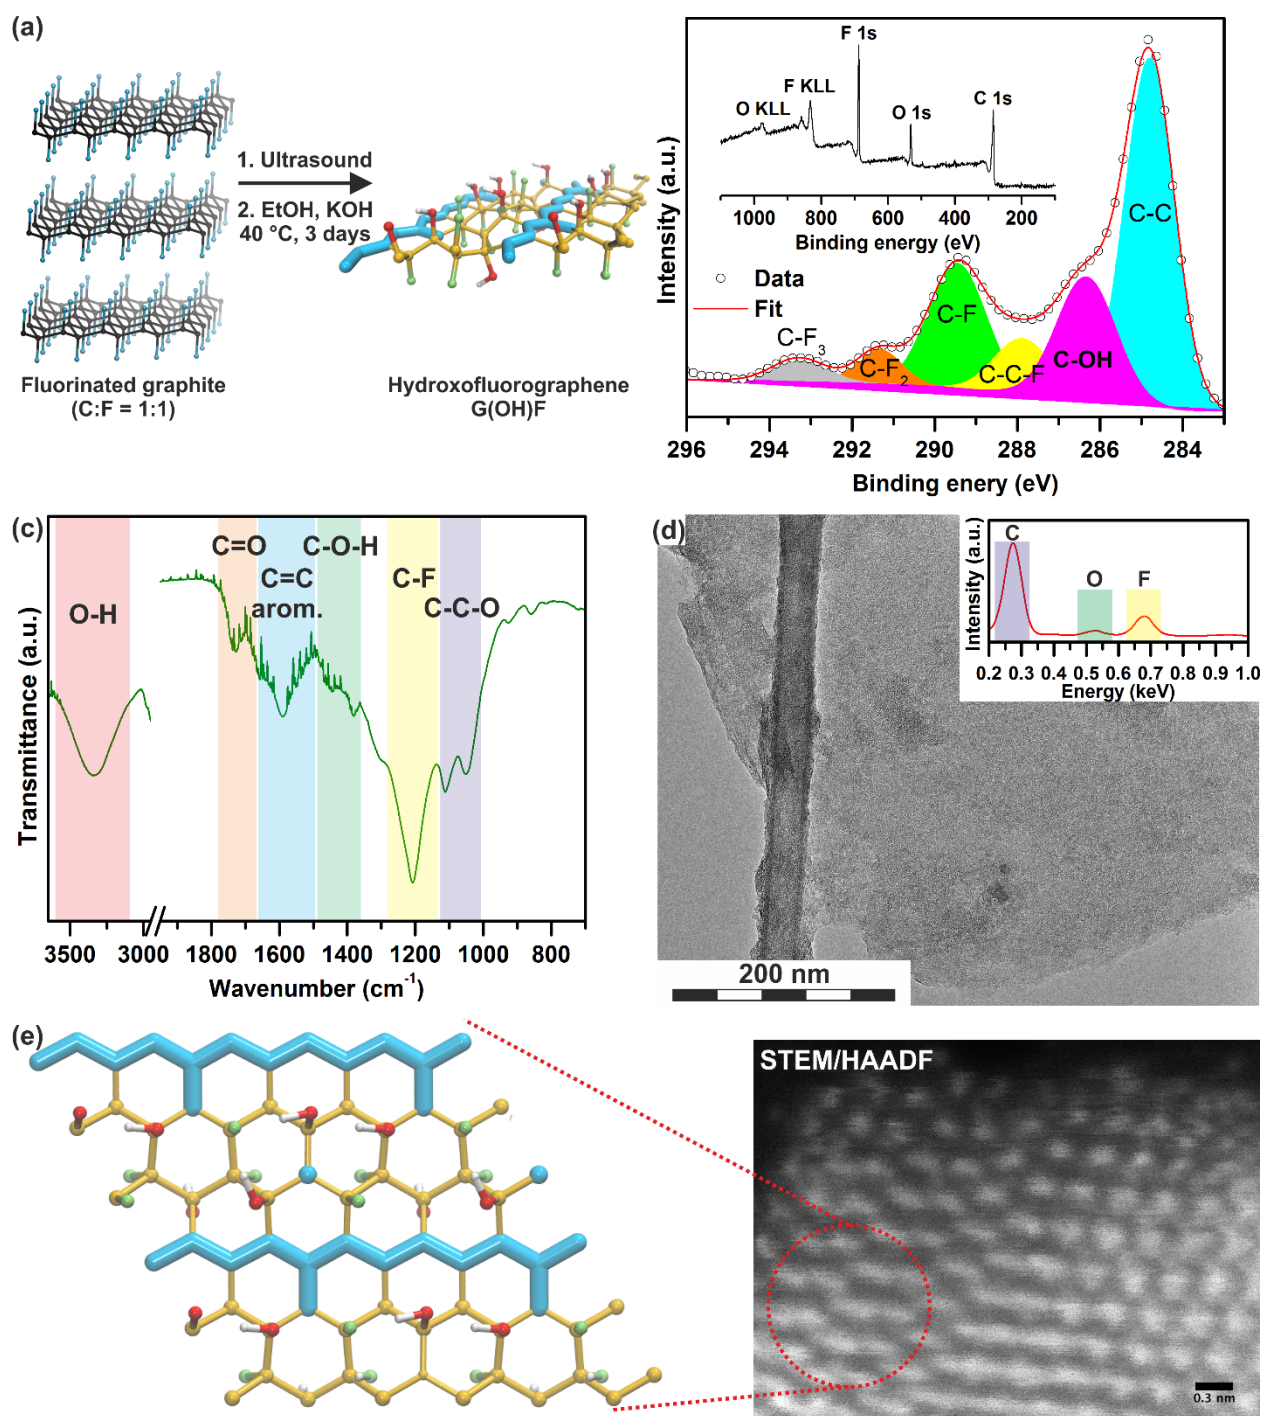 (a)
1. Ultrasound
2. EtOH, KOH
40 °C, 3 days
Fluorinated graphite
(C:F = 1:1)
Hydroxofluorographene
G(OH)F
Intensity (a.u.)
F 1s
F KLL
O KLL
O 1s
C 1s
1000 800 600 400 200
Binding energy (eV)
Data
Fit
C-C
C-F
C-F3
C-F2
C-C-F
C-OH
296 294 292 290 288 286 284
Binding enery (eV)
(c)
Transmittance (a.u.)
O-H
C=O
C-O-H
C=C
arom.
C-F
C-C-O
3500 3000 1800 1600 1400 1200 1000 800
Wavenumber (cm-1)
(d)
Intensity (a.u.)
C
O
F
0.2 0.3 0.4 0.5 0.6 0.7 0.8 0.9 1.0
Energy (keV)
200 nm
(e)
STEM/HAADF
0.3 nm